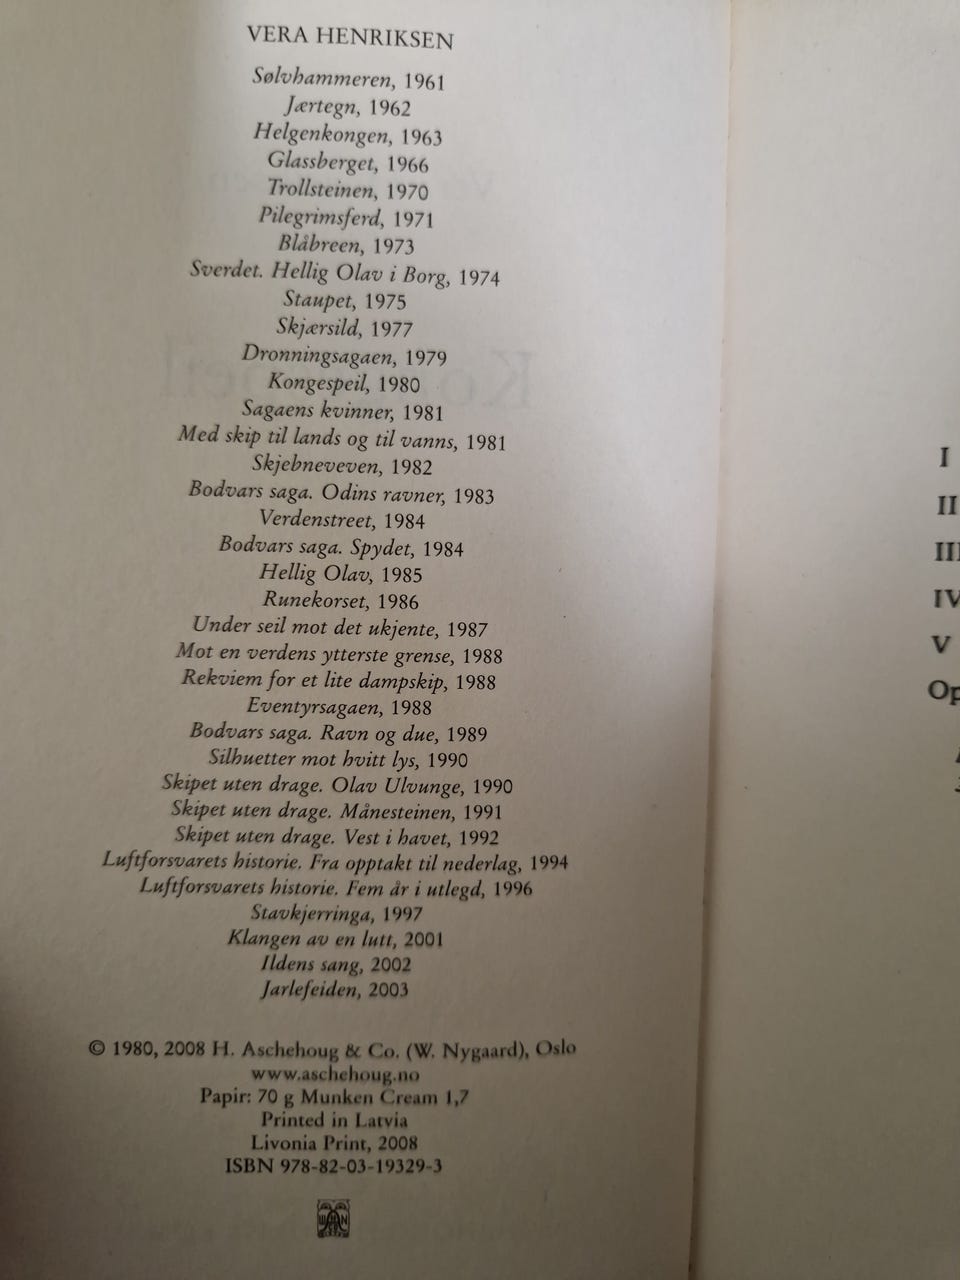 VERA HENRIKSEN
Sølvhammeren, 1961
Jærtegn, 1962
Helgenkongen, 1963
Glassberget, 1966
Trollsteinen, 1970
Pilegrimsferd, 1971
Blåbreen, 1973
Sverdet. Hellig Olav i Borg, 1974
Staupet, 1975
Skjærsild, 1977
Dronningsagaen, 1979
Kongespeil, 1980
Sagaens kvinner, 1981
Med skip til lands og til vanns, 1981
Skjebneveven, 1982
Bodvars saga. Odins ravner, 1983
Verdenstreet, 1984
Bodvars saga. Spydet, 1984
Hellig Olav, 1985
Runekorset, 1986
Under seil mot det ukjente, 1987
Mot en verdens ytterste grense, 1988
Rekviem for et lite dampskip, 1988
Eventyrsagaen, 1988
Bodvars saga. Ravn og due, 1989
Silhuetter mot hvitt lys, 1990
Skipet uten drage. Olav Ulvunge, 1990
Skipet uten drage. Månesteinen, 1991
Skipet uten drage. Vest i havet, 1992
Luftforsvarets historie. Fra opptakt til nederlag, 1994
Luftforsvarets historie. Fem år i utlegd, 1996
Stavkjerringa, 1997
Klangen av en lutt, 2001
Ildens sang, 2002
Jarlefeiden, 2003
© 1980, 2008 H. Aschehoug & Co. (W. Nygaard), Oslo
www.aschehoug.no
Papir: 70 g Munken Cream 1,7
Printed in Latvia
Livonia Print, 2008
ISBN 978-82-03-19329-3
I
II
III
IV
V
Op